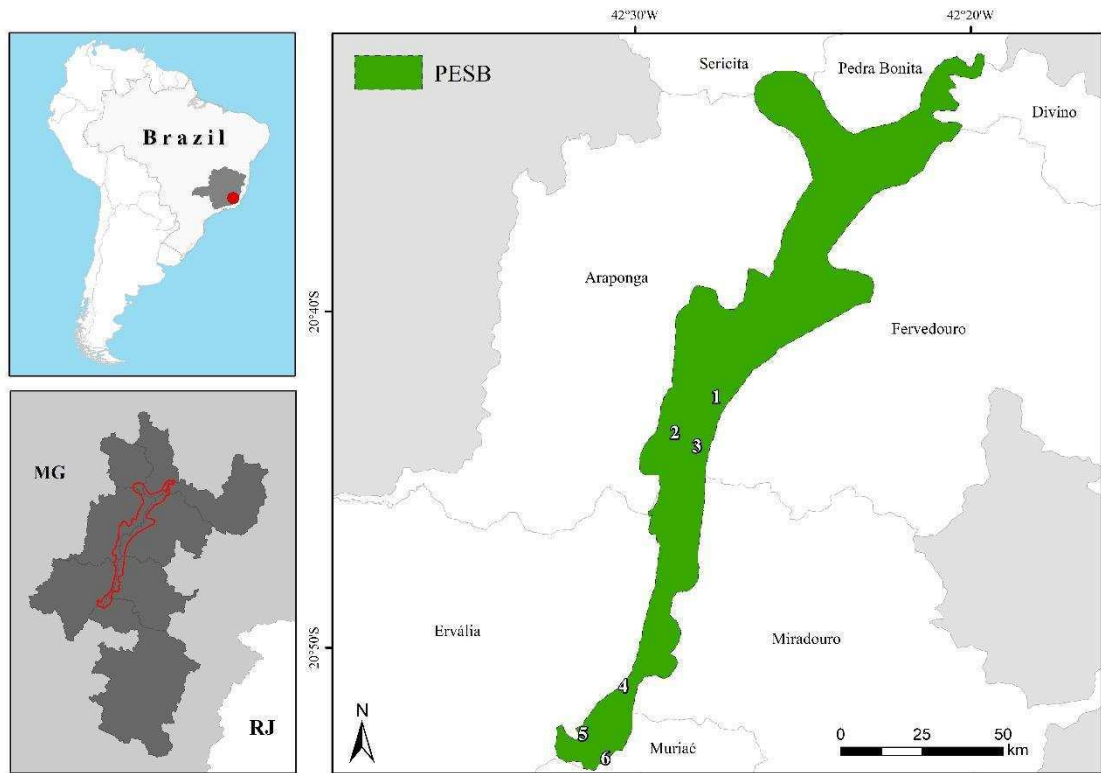 42°30'W
42°20'W
Brazil
PESB
Sericita
Pedra Bonita
Divino
Araponga
20°40'S
Fervedouro
1
2
3
MG
RJ
Ervália
20°50'S
Miradouro
4
5
6
Muriaé
N
0 25 50
km